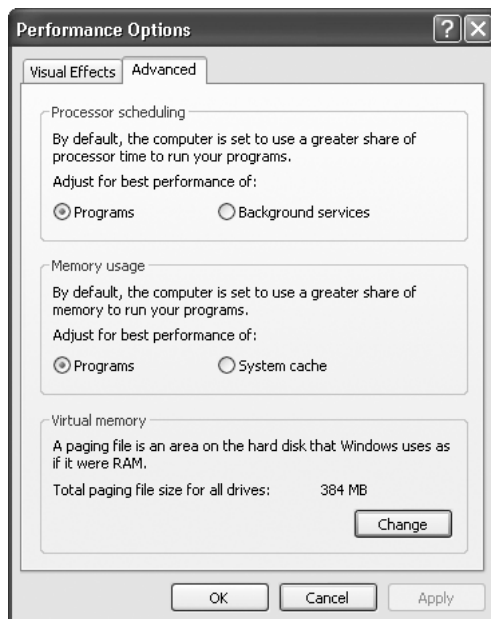 Performance Options
Visual Effects Advanced
Processor scheduling
By default, the computer is set to use a greater share of
processor time to run your programs.
Adjust for best performance of:
Programs Background services
Memory usage
By default, the computer is set to use a greater share of
memory to run your programs.
Adjust for best performance of:
Programs System cache
Virtual memory
A paging file is an area on the hard disk that Windows uses as
if it were RAM.
Total paging file size for all drives: 384 MB
Change
OK Cancel Apply